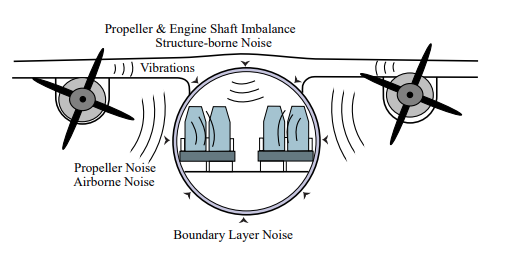 Propeller & Engine Shaft Imbalance
Structure-borne Noise
Vibrations
Propeller Noise
Airborne Noise
Boundary Layer Noise